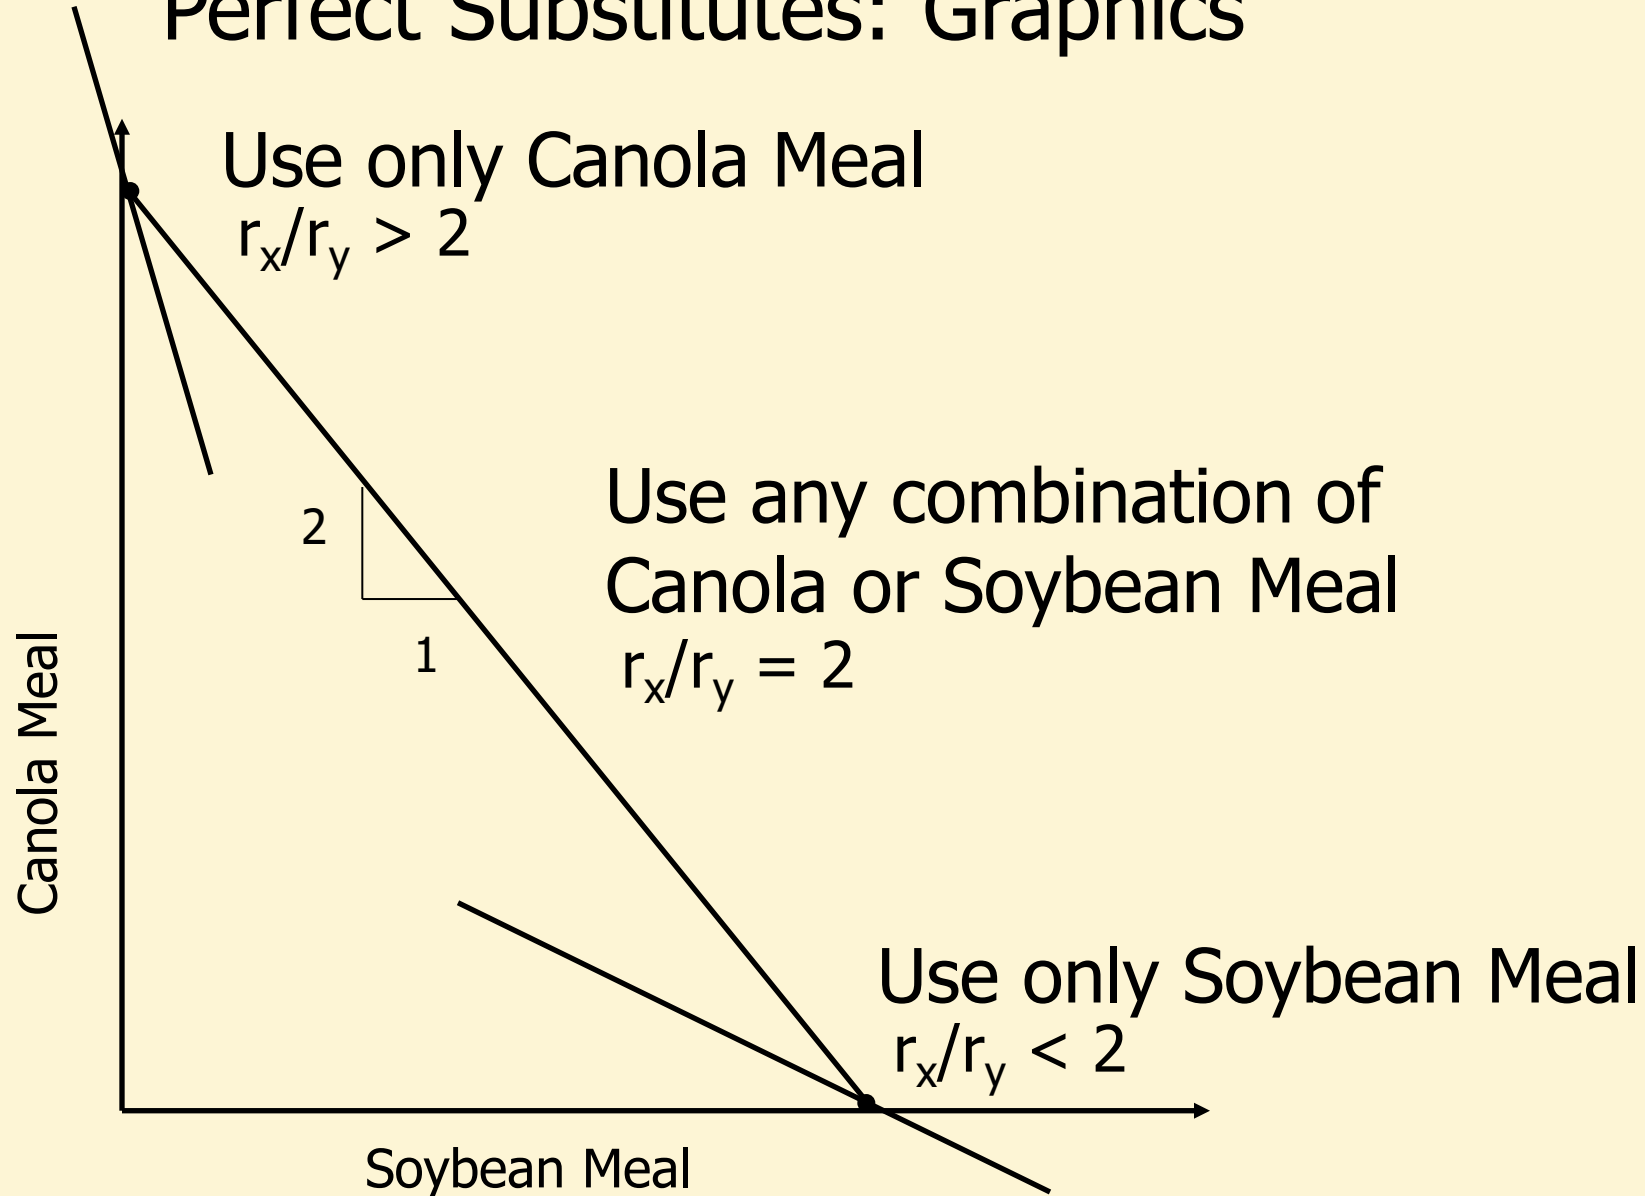 Perfect Substitutes: Graphics
Use only Canola Meal
rx/ry > 2
2
1
Use any combination of
Canola or Soybean Meal
rx/ry = 2
Canola Meal
Use only Soybean Meal
rx/ry < 2
Soybean Meal